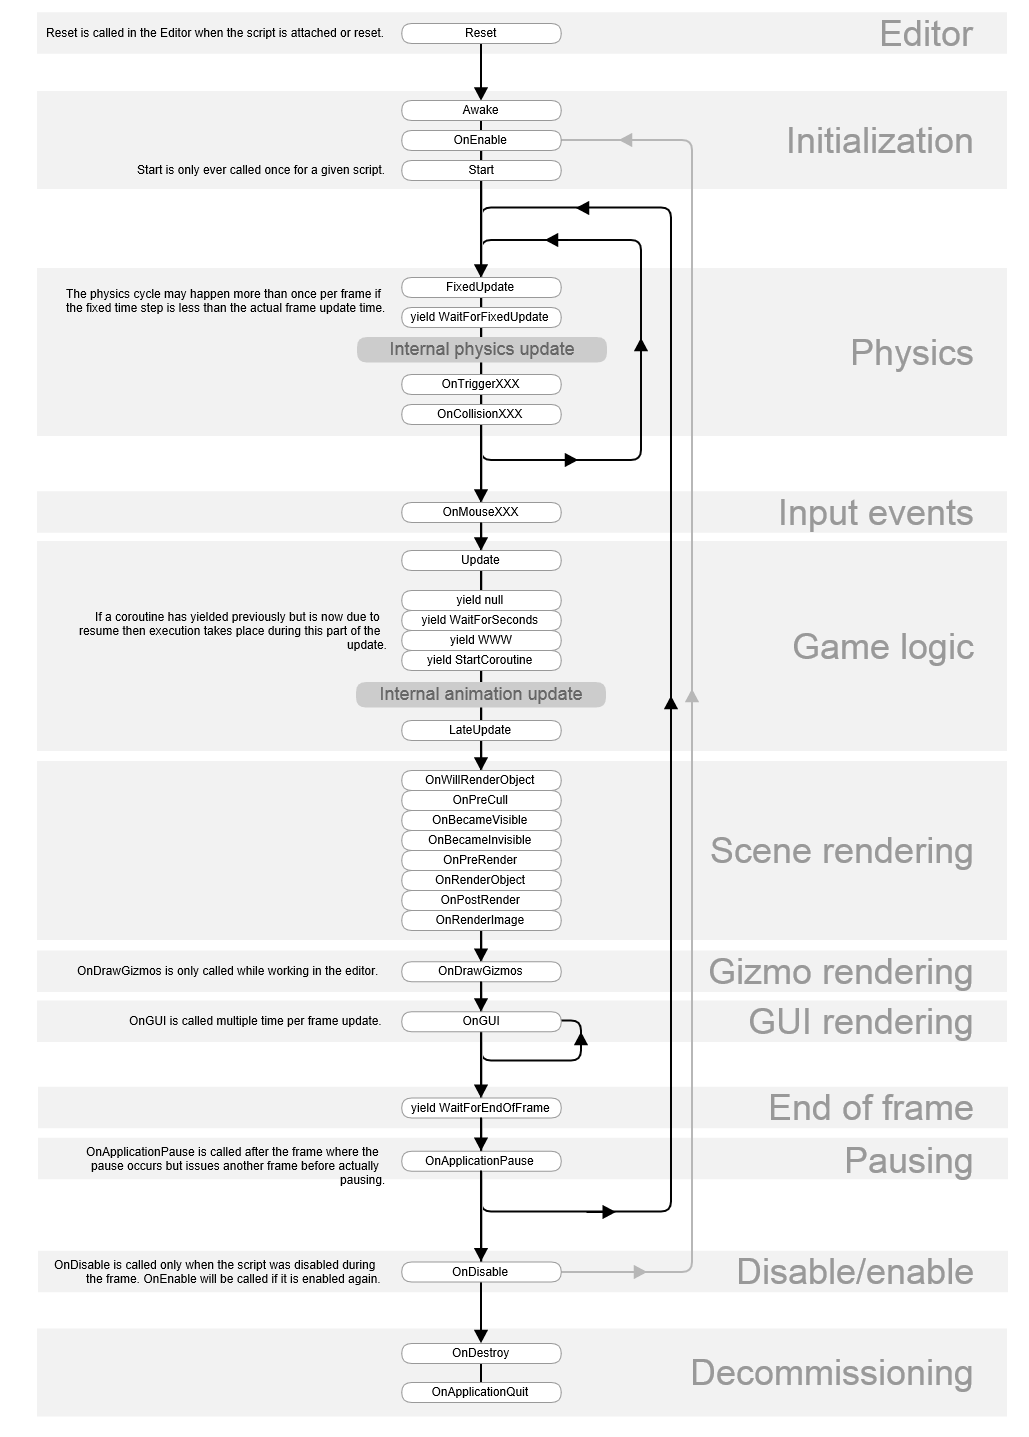 Reset is called in the Editor when the script is attached or reset.
Reset
Editor
Awake
OnEnable
Initialization
Start is only ever called once for a given script.
Start
The physics cycle may happen more than once per frame if
the fixed time step is less than the actual frame update time.
FixedUpdate
yield WaitForFixedUpdate
Internal physics update
Physics
OnTriggerXXX
OnCollisionXXX
OnMouseXXX
Input events
Update
yield null
If a coroutine has yielded previously but is now due to
resume then execution takes place during this part of the
update.
yield WaitForSeconds
yield WWW
yield StartCoroutine
Game logic
Internal animation update
LateUpdate
OnWillRenderObject
OnPreCull
OnBecameVisible
OnBecameInvisible
Scene rendering
OnPreRender
OnRenderObject
OnPostRender
OnRenderImage
OnDrawGizmos is only called while working in the editor.
OnDrawGizmos
Gizmo rendering
OnGUI is called multiple time per frame update.
OnGUI
GUI rendering
yield WaitForEndOfFrame
End of frame
OnApplicationPause is called after the frame where the
pause occurs but issues another frame before actually
pausing.
OnApplicationPause
Pausing
OnDisable is called only when the script was disabled during
the frame. OnEnable will be called if it is enabled again.
OnDisable
Disable/enable
OnDestroy
Decommissioning
OnApplicationQuit